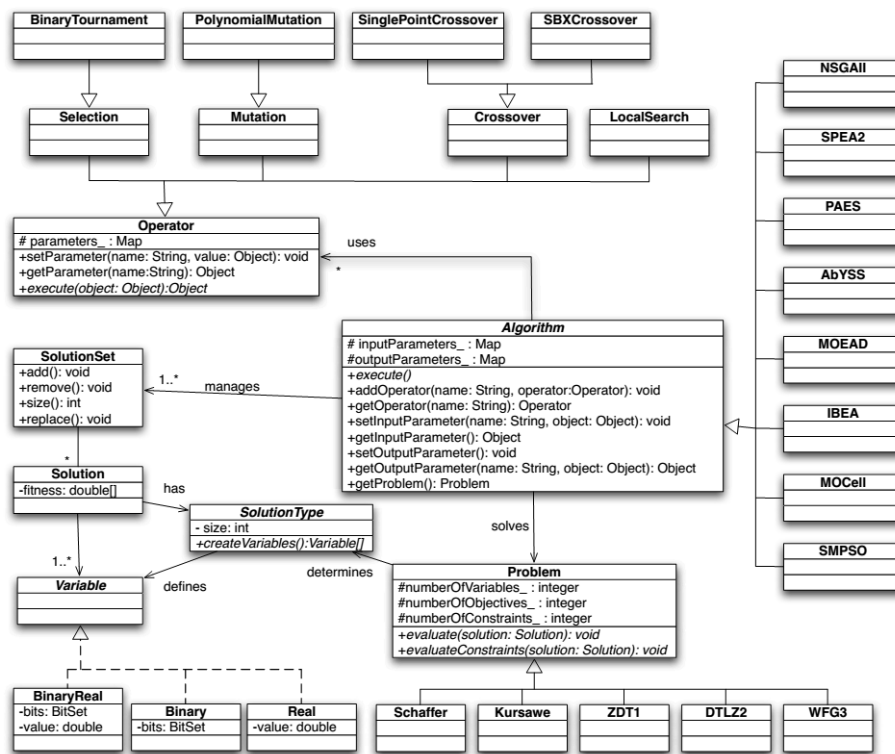 BinaryTournament
PolynomialMutation
SinglePointCrossover
SBXCrossover
NSGAII
Selection
Mutation
Crossover
LocalSearch
SPEA2
PAES
Operator
# parameters_ : Map
+setParameter(name: String, value: Object): void
+getParameter(name:String): Object
+execute(object: Object):Object
uses
*
AbYSS
Algorithm
# inputParameters_ : Map
#outputParameters_ : Map
+execute()
+addOperator(name: String, operator:Operator): void
+getOperator(name: String): Operator
+setInputParameter(name: String, object: Object): void
+getInputParameter(): Object
+setOutputParameter(): void
+getOutputParameter(name: String, object: Object): Object
+getProblem(): Problem
MOEAD
IBEA
MOCell
SMPSO
SolutionSet
+add(): void
+remove(): void
+size(): int
+replace(): void
1..*
manages
*
Solution
-fitness: double[]
has
SolutionType
- size: int
+createVariables():Variable[]
solves
1..*
defines
determines
Variable
Problem
#numberOfVariables_ : integer
#numberOfObjectives_ : integer
#numberOfConstraints_ : integer
+evaluate(solution: Solution): void
+evaluateConstraints(solution: Solution): void
BinaryReal
-bits: BitSet
-value: double
Binary
-bits: BitSet
Real
-value: double
Schaffer
Kursawe
ZDT1
DTLZ2
WFG3